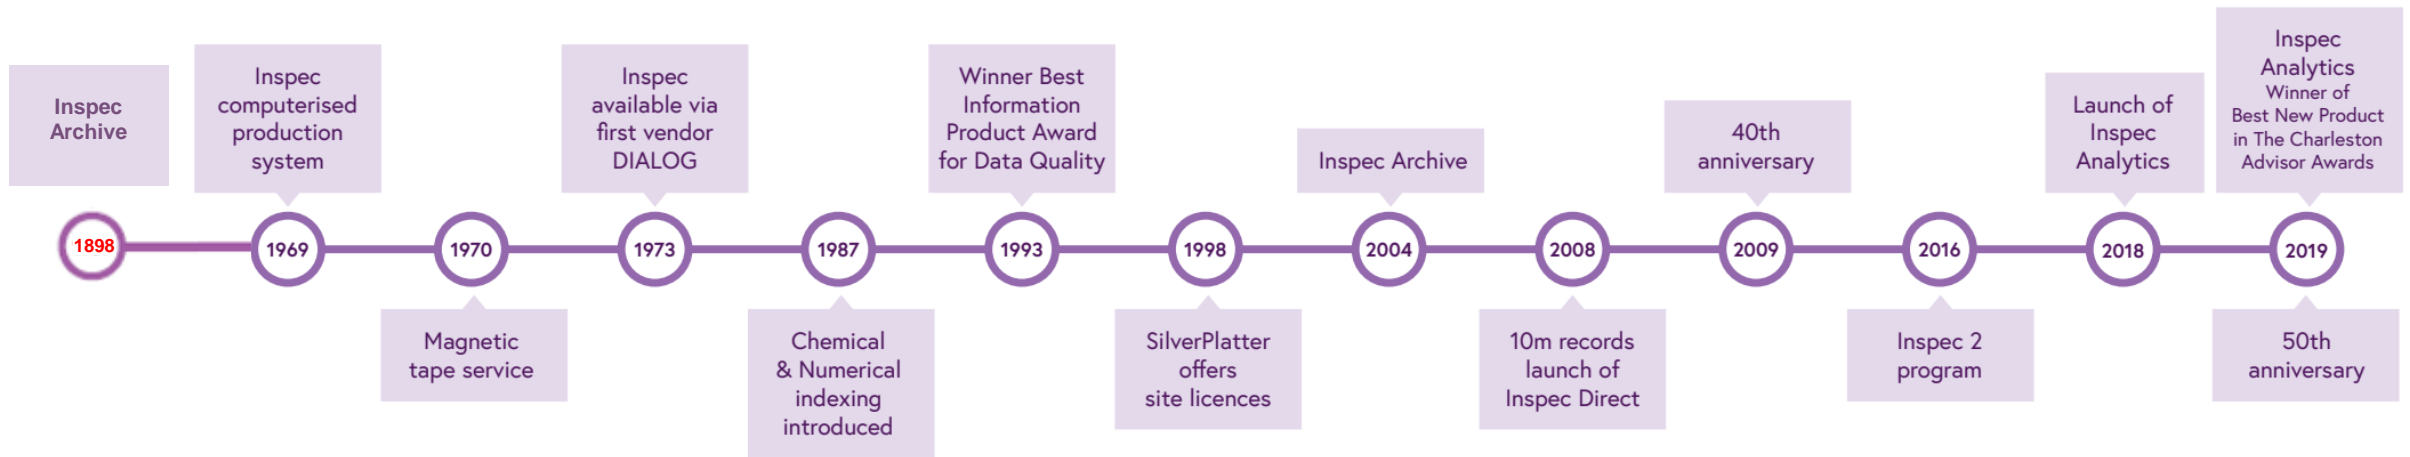 Inspec
Archive
1898
Inspec
computerised
production
system
1969
1970
Magnetic
tape service
Inspec
available via
first vendor
DIALOG
1973
1987
Chemical
& Numerical
indexing
introduced
Winner Best
Information
Product Award
for Data Quality
1993
1998
SilverPlatter
offers
site licences
Inspec Archive
2004
2008
10m records
launch of
Inspec Direct
40th
anniversary
2009
2016
Inspec 2
program
Launch of
Inspec
Analytics
2018
Inspec
Analytics
Winner of
Best New Product
in The Charleston
Advisor Awards
2019
50th
anniversary